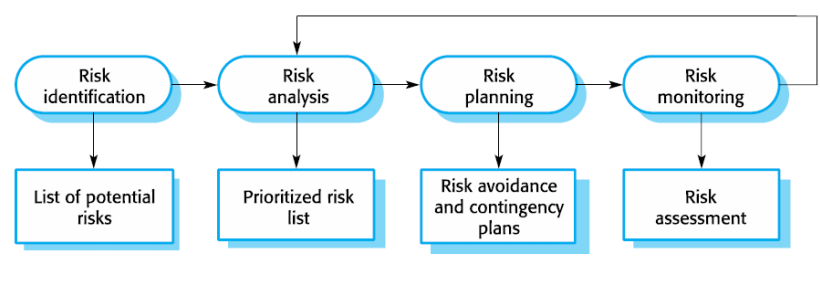 Risk
identification
Risk
analysis
Risk
planning
Risk
monitoring
List of potential
risks
Prioritized risk
list
Risk avoidance
and contingency
plans
Risk
assessment